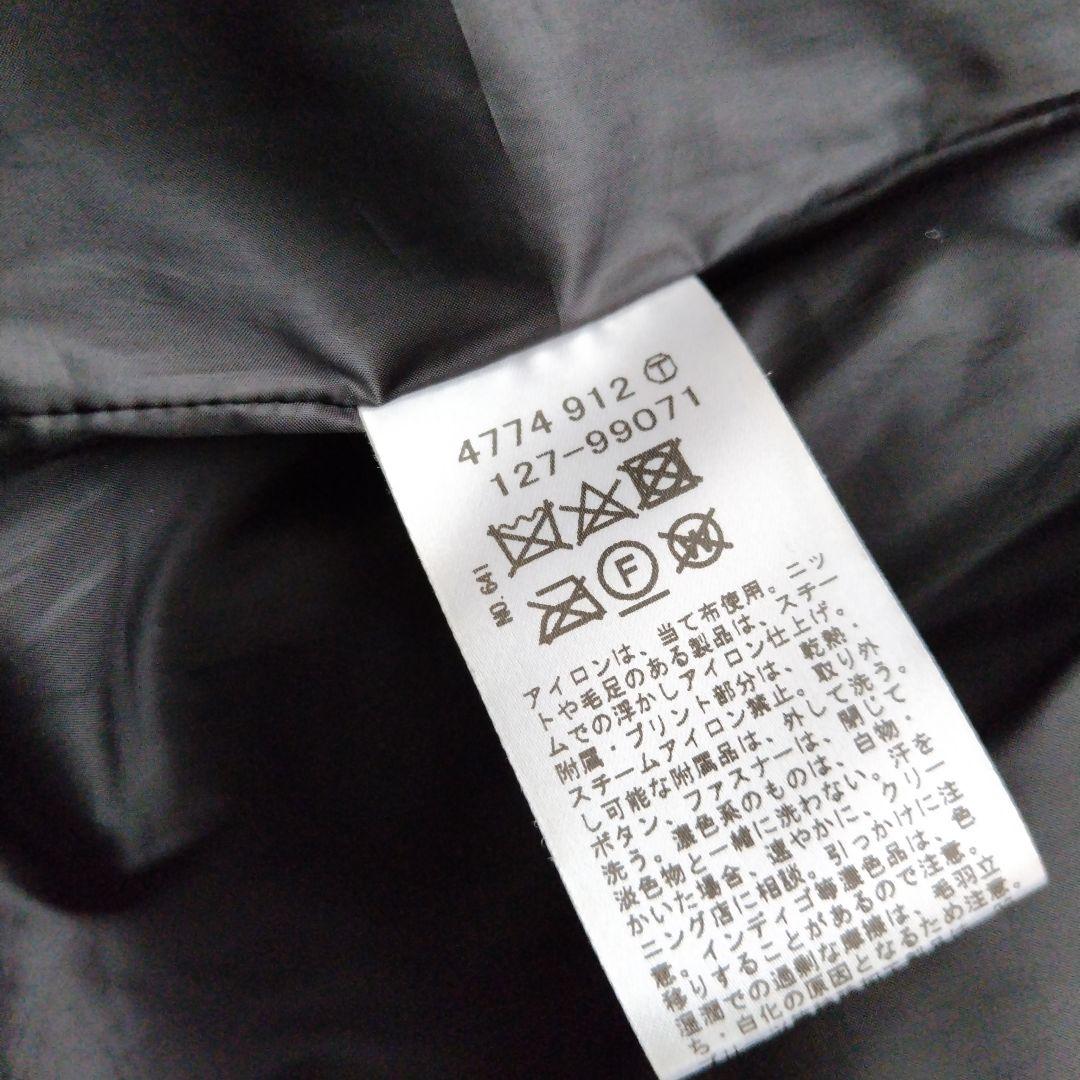 4774 912 T
127-99071
NO. 641
F
W
アイロンは、当て布使用。ニッ
トや毛足のある製品は、スチー
ムでの浮かしアイロン仕上げ。
附属・プリント部分は、乾熱・
スチームアイロン禁止。取り外
し可能な附属品は、外して洗う。
ボタン、ファスナーは、閉じて
洗う。濃色系のものは、白物・
淡色物と一緒に洗わない。汗を
かいた場合、速やかに、クリー
ニング店に相談。引っかけに注
意。インディゴ等濃色品は、色
移りすることがあるので注意。
湿潤での過剰な摩擦は、毛羽立
ち・白化の原因となるため注意。